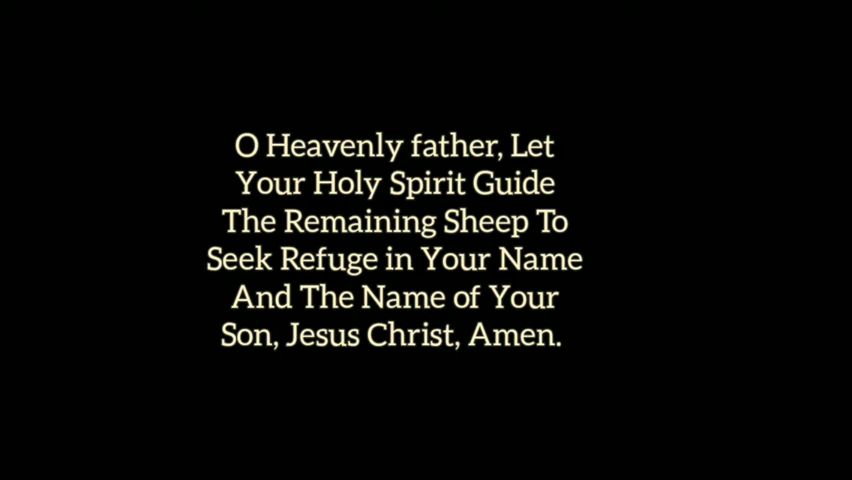 O Heavenly father, Let
Your Holy Spirit Guide
The Remaining Sheep To
Seek Refuge in Your Name
And The Name of Your
Son, Jesus Christ, Amen.